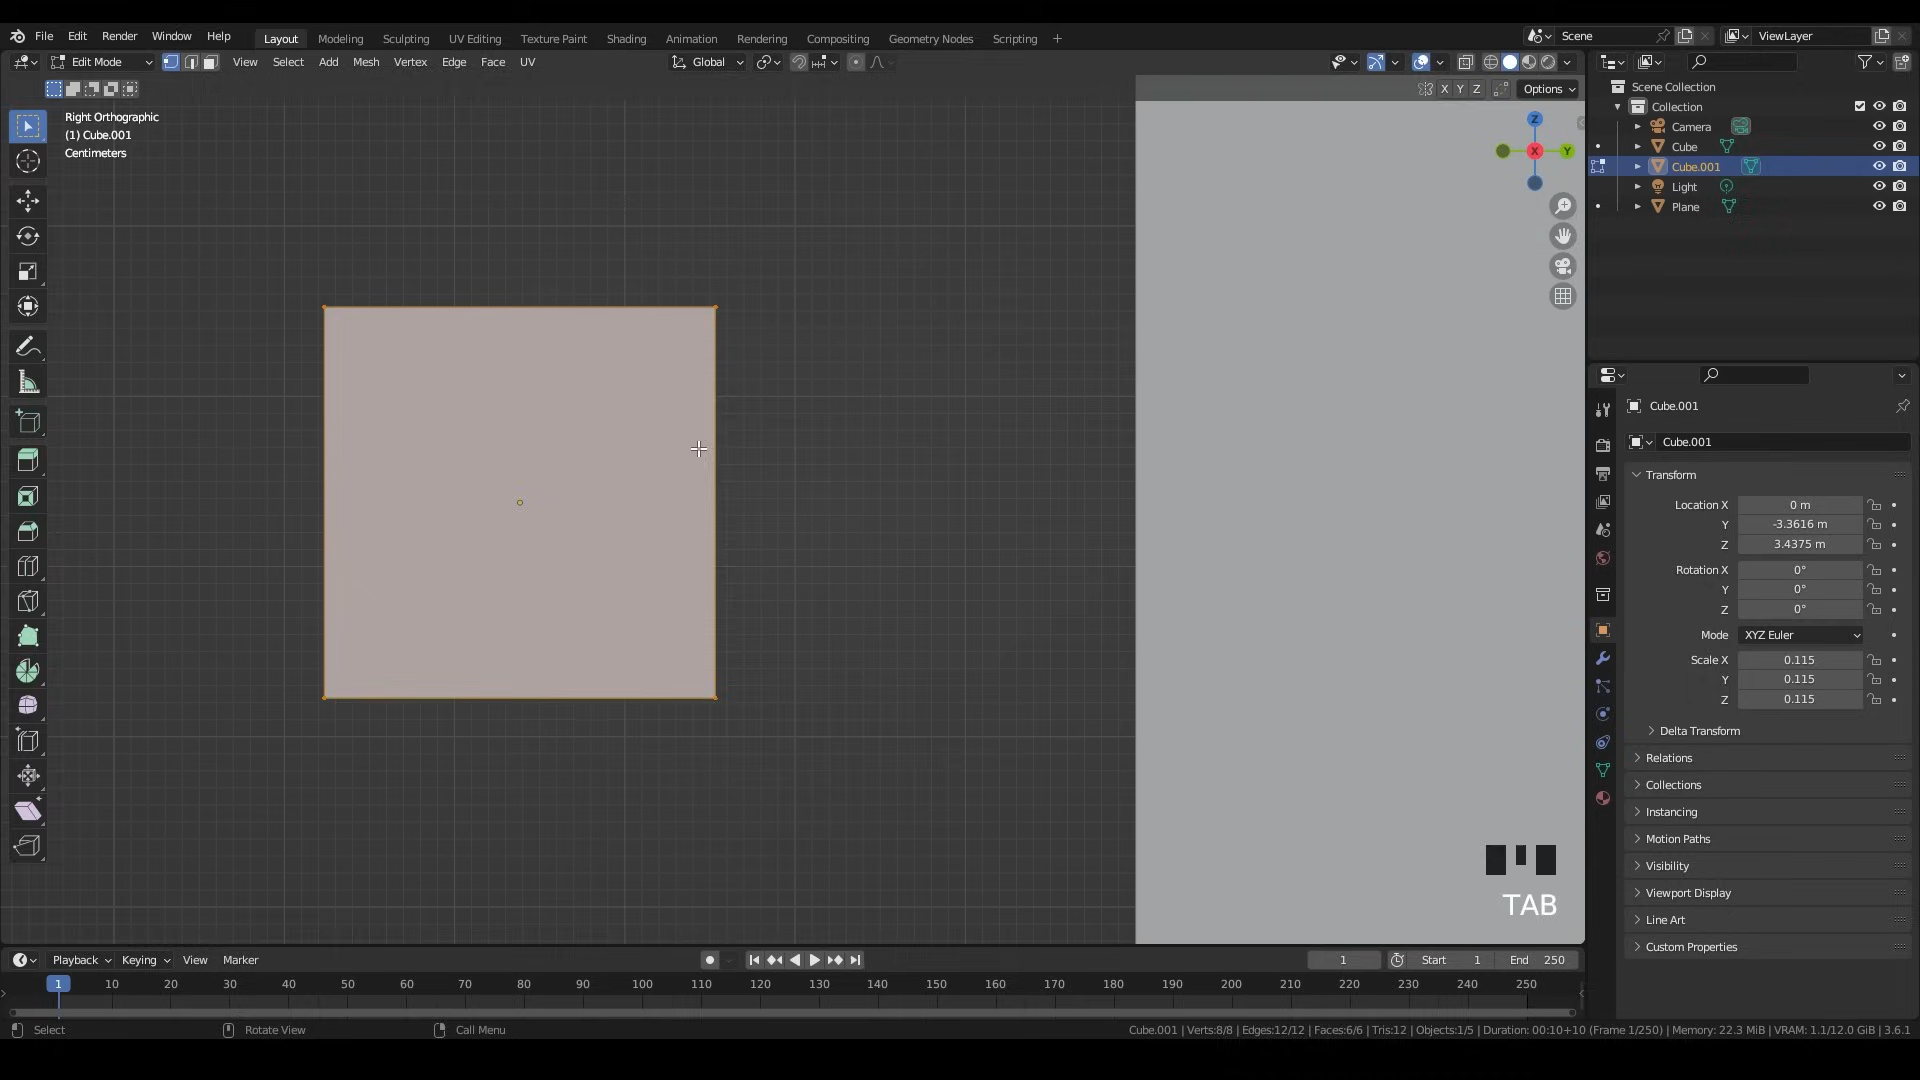 File Edit Render Window Help Layout Modeling Sculpting UV Editing Texture Paint Shading Animation Rendering Compositing Geometry Nodes Scripting + Scene ViewLayer
Edit Mode View Select Add Mesh Vertex Edge Face UV Global
X Y Z Options
Right Orthographic
(1) Cube.001
Centimeters
Z
X
Y
Scene Collection
Collection
Camera
Cube
Cube.001
Light
Plane
Cube.001
Cube.001
Transform
Location X 0 m
Y -3.3616 m
Z 3.4375 m
Rotation X 0°
Y 0°
Z 0°
Mode XYZ Euler
Scale X 0.115
Y 0.115
Z 0.115
Delta Transform
Relations
Collections
Instancing
Motion Paths
Visibility
Viewport Display
Line Art
Custom Properties
TAB
Playback Keying View Marker 1 Start 1 End 250
1 10 20 30 40 50 60 70 80 90 100 110 120 130 140 150 160 170 180 190 200 210 220 230 240 250
Select Rotate View Call Menu Cube.001 | Verts:8/8 | Edges:12/12 | Faces:6/6 | Tris:12 | Objects:1/5 | Duration: 00:10+10 (Frame 1/250) | Memory: 22.3 MiB | VRAM: 1.1/12.0 GiB | 3.6.1